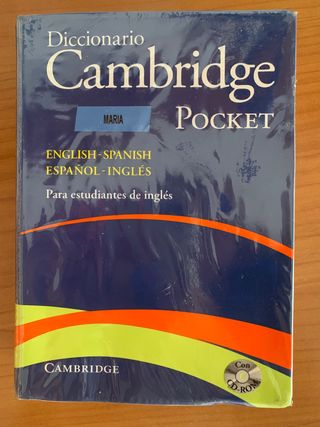 Diccionario
Cambridge
MARIA
POCKET
ENGLISH-SPANISH
ESPAÑOL-INGLÉS
Para estudiantes de inglés
CAMBRIDGE
Con
CD-ROM